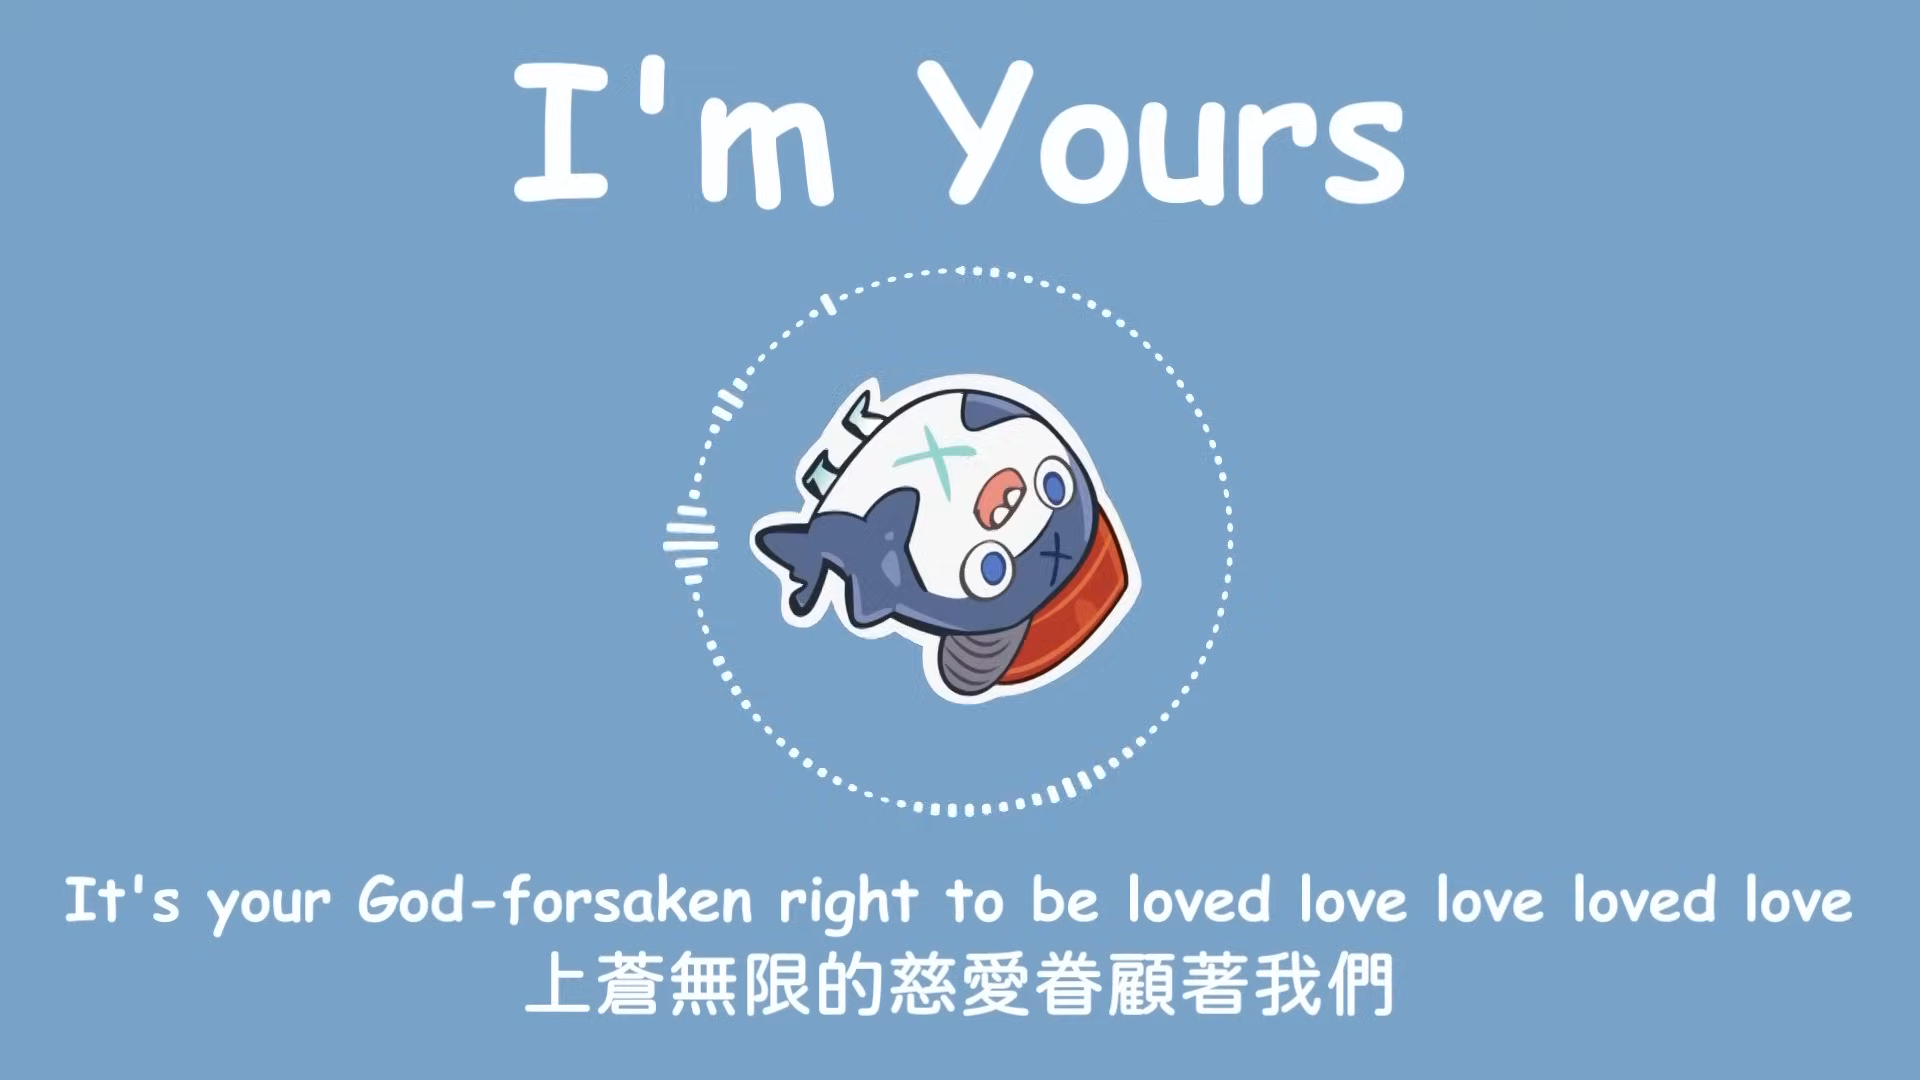 I'm Yours
It's your God-forsaken right to be loved love love loved love
上蒼無限的慈愛眷顧著我們